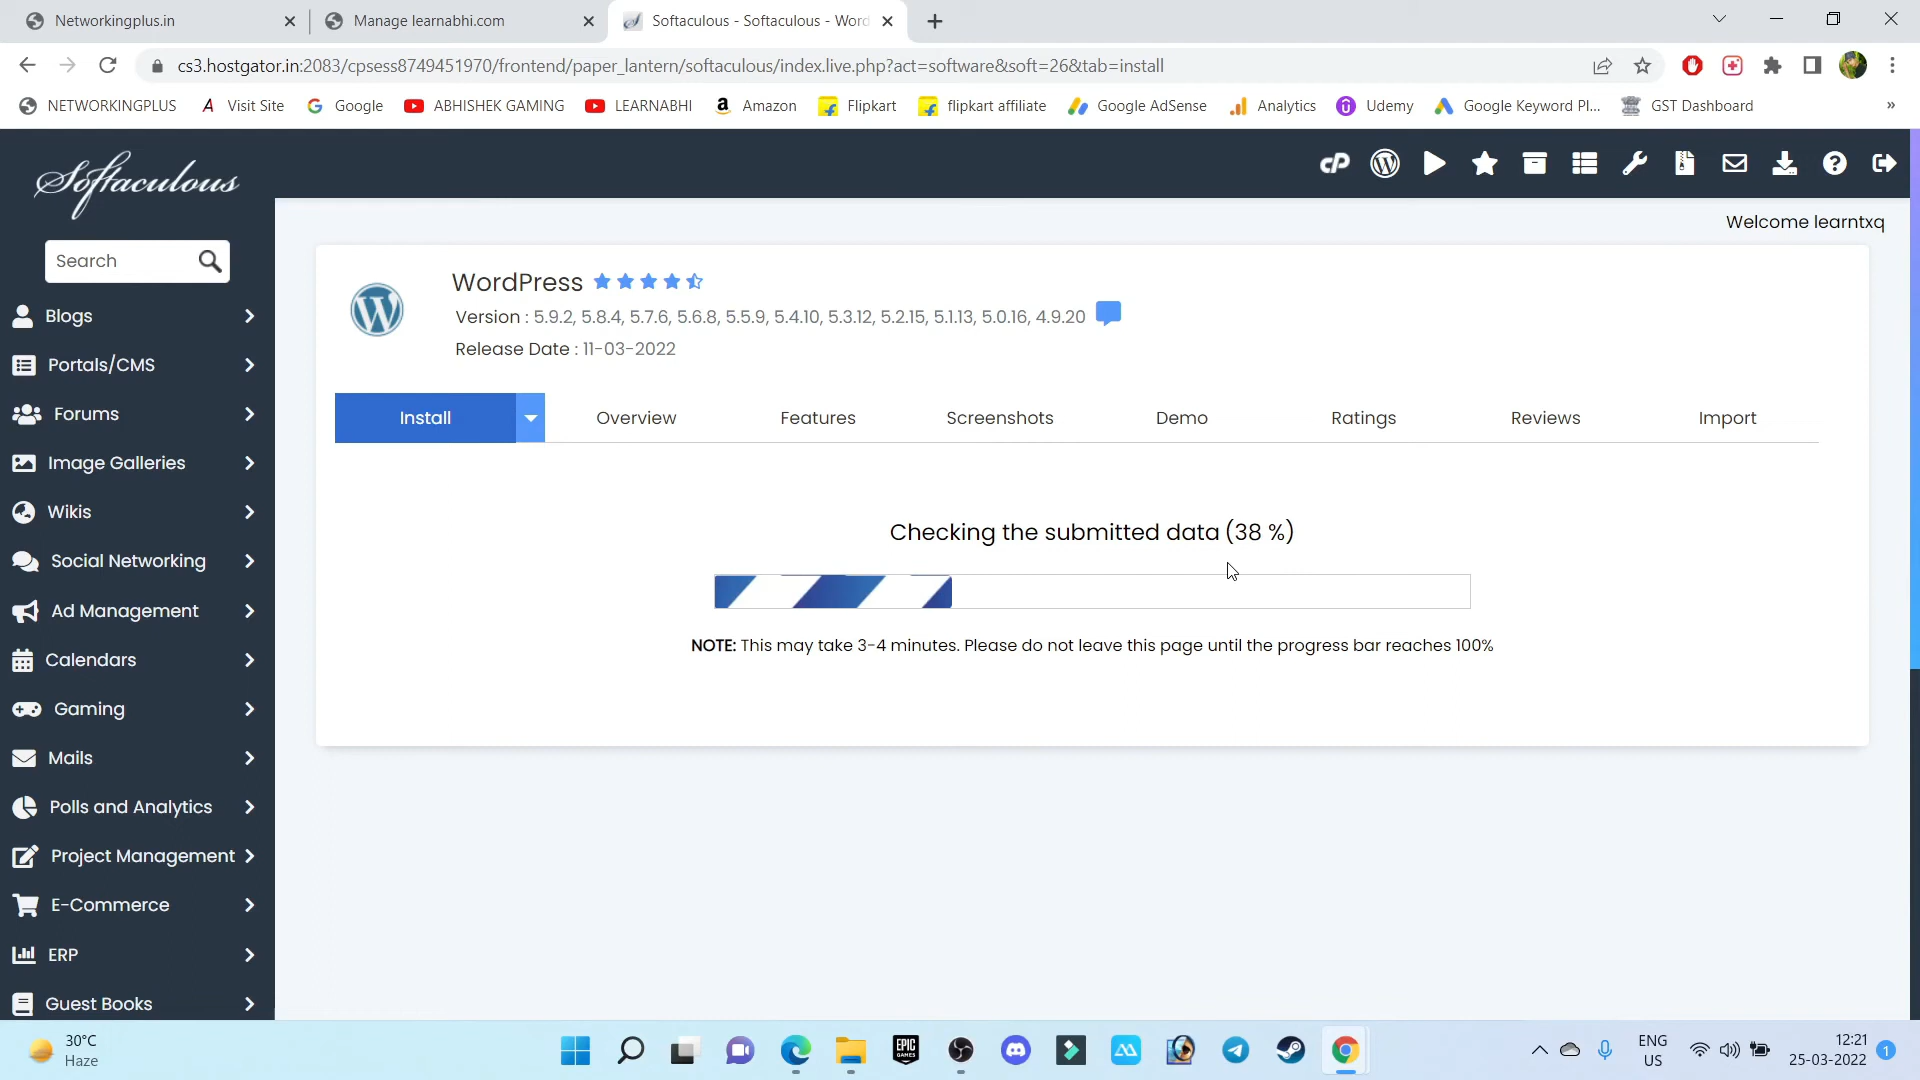 Networkingplus.in
Manage learnabhi.com
Softaculous - Softaculous - Word
cs3.hostgator.in:2083/cpsess8749451970/frontend/paper_lantern/softaculous/index.live.php?act=software&soft=26&tab=install
NETWORKINGPLUS
Visit Site
Google
ABHISHEK GAMING
LEARNABHI
Amazon
Flipkart
flipkart affiliate
Google AdSense
Analytics
Udemy
Google Keyword Pl...
GST Dashboard
»
Softaculous
cP
Welcome learntxq
Search
Blogs
Portals/CMS
Forums
Image Galleries
Wikis
Social Networking
Ad Management
Calendars
Gaming
Mails
Polls and Analytics
Project Management
E-Commerce
ERP
Guest Books
WordPress
Version : 5.9.2, 5.8.4, 5.7.6, 5.6.8, 5.5.9, 5.4.10, 5.3.12, 5.2.15, 5.1.13, 5.0.16, 4.9.20
Release Date : 11-03-2022
Install
Overview
Features
Screenshots
Demo
Ratings
Reviews
Import
Checking the submitted data (38 %)
NOTE: This may take 3-4 minutes. Please do not leave this page until the progress bar reaches 100%
30°C
Haze
EPIC
GAMES
ENG
US
12:21
25-03-2022
1